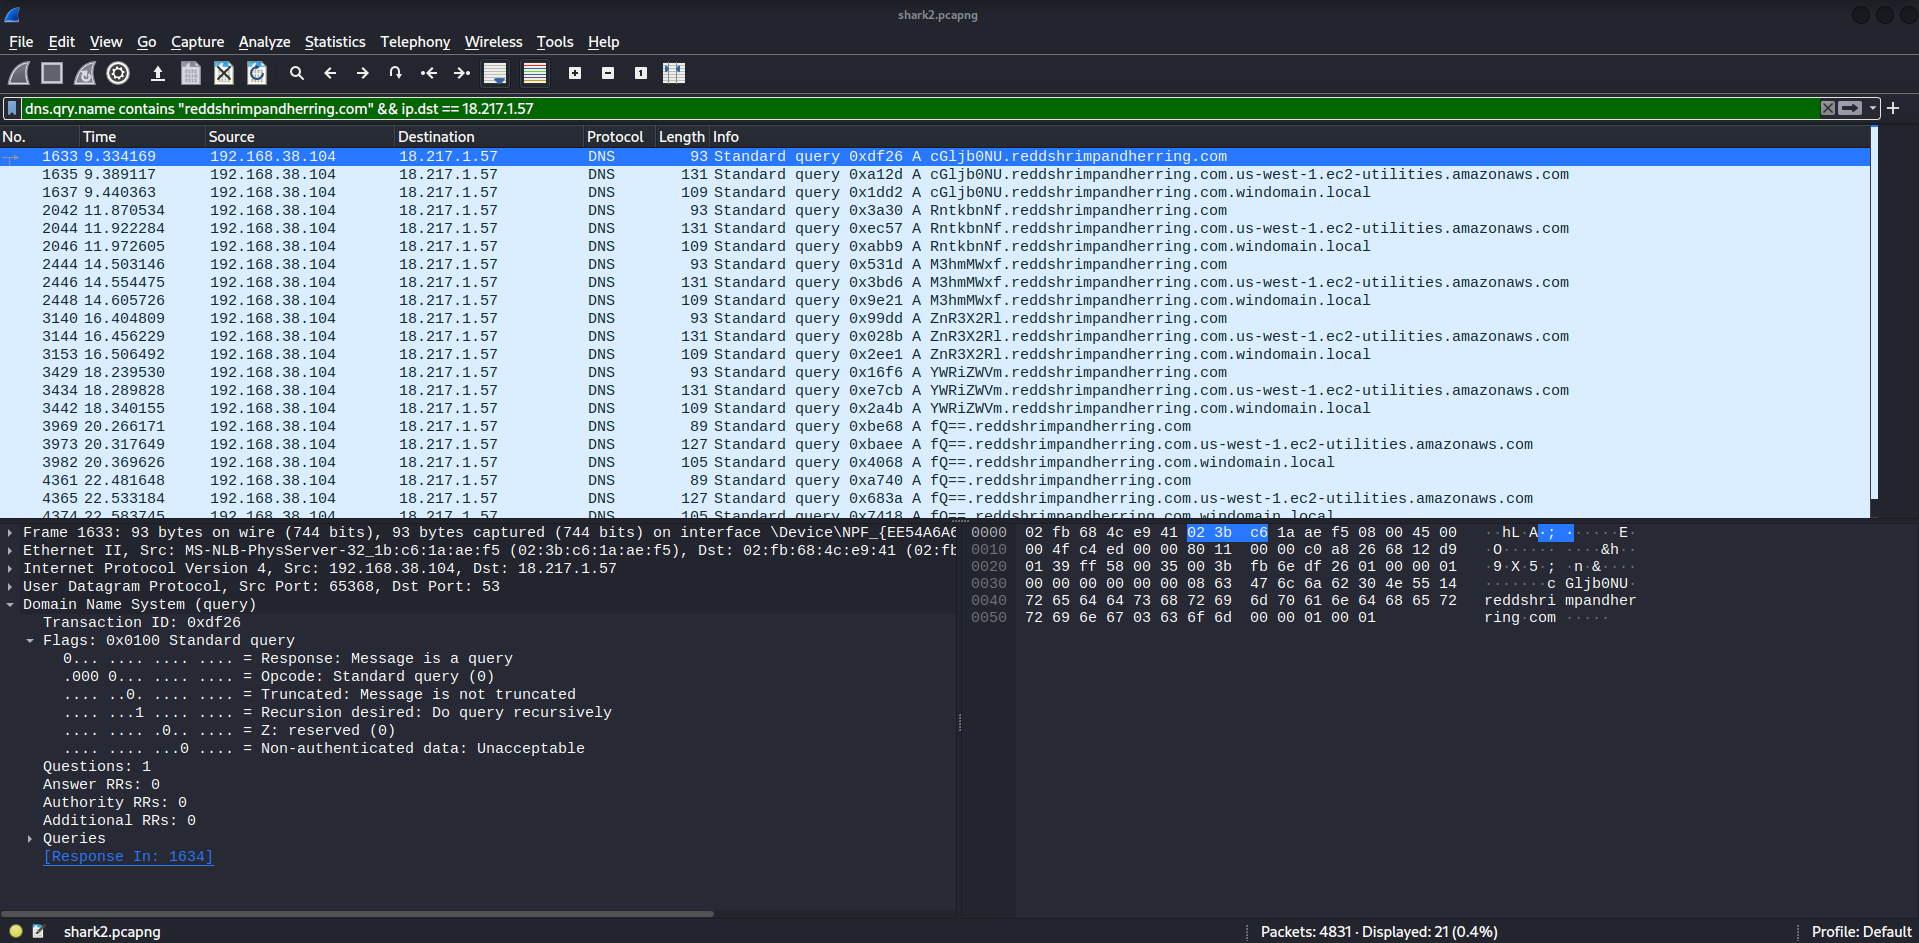 shark2.pcapng
File Edit View Go Capture Analyze Statistics Telephony Wireless Tools Help
dns.qry.name contains "reddshrimpandherring.com" && ip.dst == 18.217.1.57
No. Time Source Destination Protocol Length Info
1633 9.334169 192.168.38.104 18.217.1.57 DNS 93 Standard query 0xdf26 A cGljb0NU.reddshrimpandherring.com
1635 9.389117 192.168.38.104 18.217.1.57 DNS 131 Standard query 0xa12d A cGljb0NU.reddshrimpandherring.com.us-west-1.ec2-utilities.amazonaws.com
1637 9.440363 192.168.38.104 18.217.1.57 DNS 109 Standard query 0x1dd2 A cGljb0NU.reddshrimpandherring.com.windomain.local
2042 11.870534 192.168.38.104 18.217.1.57 DNS 93 Standard query 0x3a30 A RntkbnNf.reddshrimpandherring.com
2044 11.922284 192.168.38.104 18.217.1.57 DNS 131 Standard query 0xec57 A RntkbnNf.reddshrimpandherring.com.us-west-1.ec2-utilities.amazonaws.com
2046 11.972605 192.168.38.104 18.217.1.57 DNS 109 Standard query 0xabb9 A RntkbnNf.reddshrimpandherring.com.windomain.local
2444 14.503146 192.168.38.104 18.217.1.57 DNS 93 Standard query 0x531d A M3hmMWxf.reddshrimpandherring.com
2446 14.554475 192.168.38.104 18.217.1.57 DNS 131 Standard query 0x3bd6 A M3hmMWxf.reddshrimpandherring.com.us-west-1.ec2-utilities.amazonaws.com
2448 14.605726 192.168.38.104 18.217.1.57 DNS 109 Standard query 0x9e21 A M3hmMWxf.reddshrimpandherring.com.windomain.local
3140 16.404809 192.168.38.104 18.217.1.57 DNS 93 Standard query 0x99dd A ZnR3X2Rl.reddshrimpandherring.com
3144 16.456229 192.168.38.104 18.217.1.57 DNS 131 Standard query 0x028b A ZnR3X2Rl.reddshrimpandherring.com.us-west-1.ec2-utilities.amazonaws.com
3153 16.506492 192.168.38.104 18.217.1.57 DNS 109 Standard query 0x2ee1 A ZnR3X2Rl.reddshrimpandherring.com.windomain.local
3429 18.239530 192.168.38.104 18.217.1.57 DNS 93 Standard query 0x16f6 A YWRiZWVm.reddshrimpandherring.com
3434 18.289828 192.168.38.104 18.217.1.57 DNS 131 Standard query 0xe7cb A YWRiZWVm.reddshrimpandherring.com.us-west-1.ec2-utilities.amazonaws.com
3442 18.340155 192.168.38.104 18.217.1.57 DNS 109 Standard query 0x2a4b A YWRiZWVm.reddshrimpandherring.com.windomain.local
3969 20.266171 192.168.38.104 18.217.1.57 DNS 89 Standard query 0xbe68 A fQ==.reddshrimpandherring.com
3973 20.317649 192.168.38.104 18.217.1.57 DNS 127 Standard query 0xbaee A fQ==.reddshrimpandherring.com.us-west-1.ec2-utilities.amazonaws.com
3982 20.369626 192.168.38.104 18.217.1.57 DNS 105 Standard query 0x4068 A fQ==.reddshrimpandherring.com.windomain.local
4361 22.481648 192.168.38.104 18.217.1.57 DNS 89 Standard query 0xa740 A fQ==.reddshrimpandherring.com
4365 22.533184 192.168.38.104 18.217.1.57 DNS 127 Standard query 0x683a A fQ==.reddshrimpandherring.com.us-west-1.ec2-utilities.amazonaws.com
4374 22.583745 192.168.38.104 18.217.1.57 DNS 105 Standard query 0x7418 A fQ==.reddshrimpandherring.com.windomain.local
Frame 1633: 93 bytes on wire (744 bits), 93 bytes captured (744 bits) on interface \Device\NPF_{EE54A6A6
Ethernet II, Src: MS-NLB-PhysServer-32_1b:c6:1a:ae:f5 (02:3b:c6:1a:ae:f5), Dst: 02:fb:68:4c:e9:41 (02:fb
Internet Protocol Version 4, Src: 192.168.38.104, Dst: 18.217.1.57
User Datagram Protocol, Src Port: 65368, Dst Port: 53
Domain Name System (query)
Transaction ID: 0xdf26
Flags: 0x0100 Standard query
0... .... .... .... = Response: Message is a query
.000 0... .... .... = Opcode: Standard query (0)
.... ..0. .... .... = Truncated: Message is not truncated
.... ...1 .... .... = Recursion desired: Do query recursively
.... .... .0.. .... = Z: reserved (0)
.... .... ...0 .... = Non-authenticated data: Unacceptable
Questions: 1
Answer RRs: 0
Authority RRs: 0
Additional RRs: 0
Queries
[Response In: 1634]
0000 02 fb 68 4c e9 41 02 3b c6 1a ae f5 08 00 45 00 ··hL·A·;······E·
0010 00 4f c4 ed 00 00 80 11 00 00 c0 a8 26 68 12 d9 ·O··········&h··
0020 01 39 ff 58 00 35 00 3b fb 6e df 26 01 00 00 01 ·9·X·5·;·n·&····
0030 00 00 00 00 00 00 08 63 47 6c 6a 62 30 4e 55 14 ·······c Gljb0NU·
0040 72 65 64 64 73 68 72 69 6d 70 61 6e 64 68 65 72 reddshri mpandher
0050 72 69 6e 67 03 63 6f 6d 00 00 01 00 01 ring·com ·····
shark2.pcapng
Packets: 4831 · Displayed: 21 (0.4%)
Profile: Default